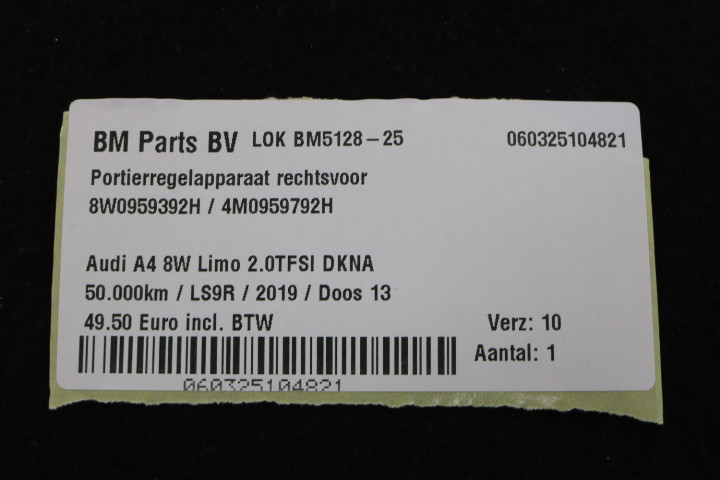 BM Parts BV LOK BM5128-25 060325104821
Portierregelapparaat rechtsvoor
8W0959392H / 4M0959792H
Audi A4 8W Limo 2.0TFSI DKNA
50.000km / LS9R / 2019 / Doos 13
49.50 Euro incl. BTW Verz: 10
Aantal: 1
060325104821